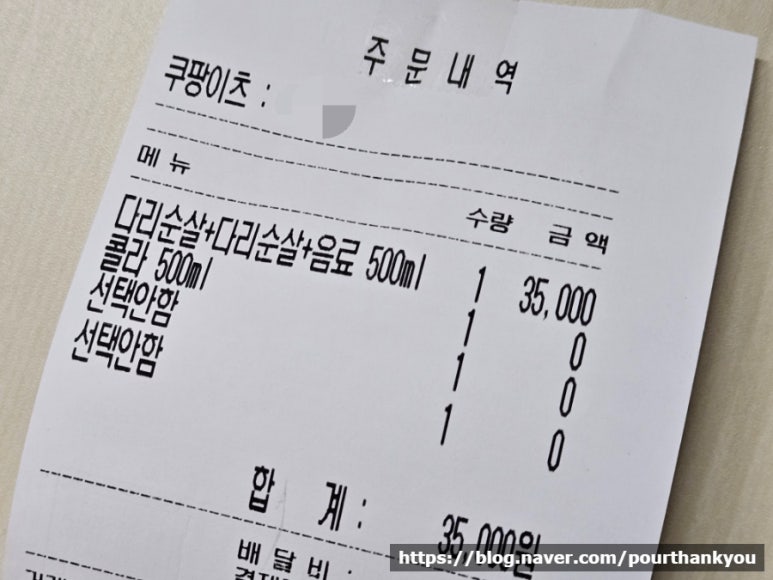 주 문 내 역
쿠팡이츠 :
메 뉴 수량 금 액
다리순살+다리순살+음료 500ml 1 35,000
콜라 500ml 1 0
선택안함 1 0
선택안함 1 0
합 계 : 35,000원
배 달 비 :
https://blog.naver.com/pourthankyou